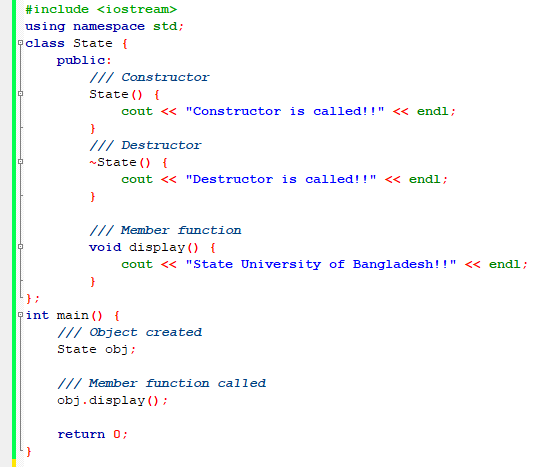 #include <iostream>
using namespace std;
class State {
    public:
        /// Constructor
        State() {
            cout << "Constructor is called!!" << endl;
        }
        /// Destructor
        ~State() {
            cout << "Destructor is called!!" << endl;
        }

        /// Member function
        void display() {
            cout << "State University of Bangladesh!!" << endl;
        }
};
int main() {
    /// Object created
    State obj;

    /// Member function called
    obj.display();

    return 0;
}